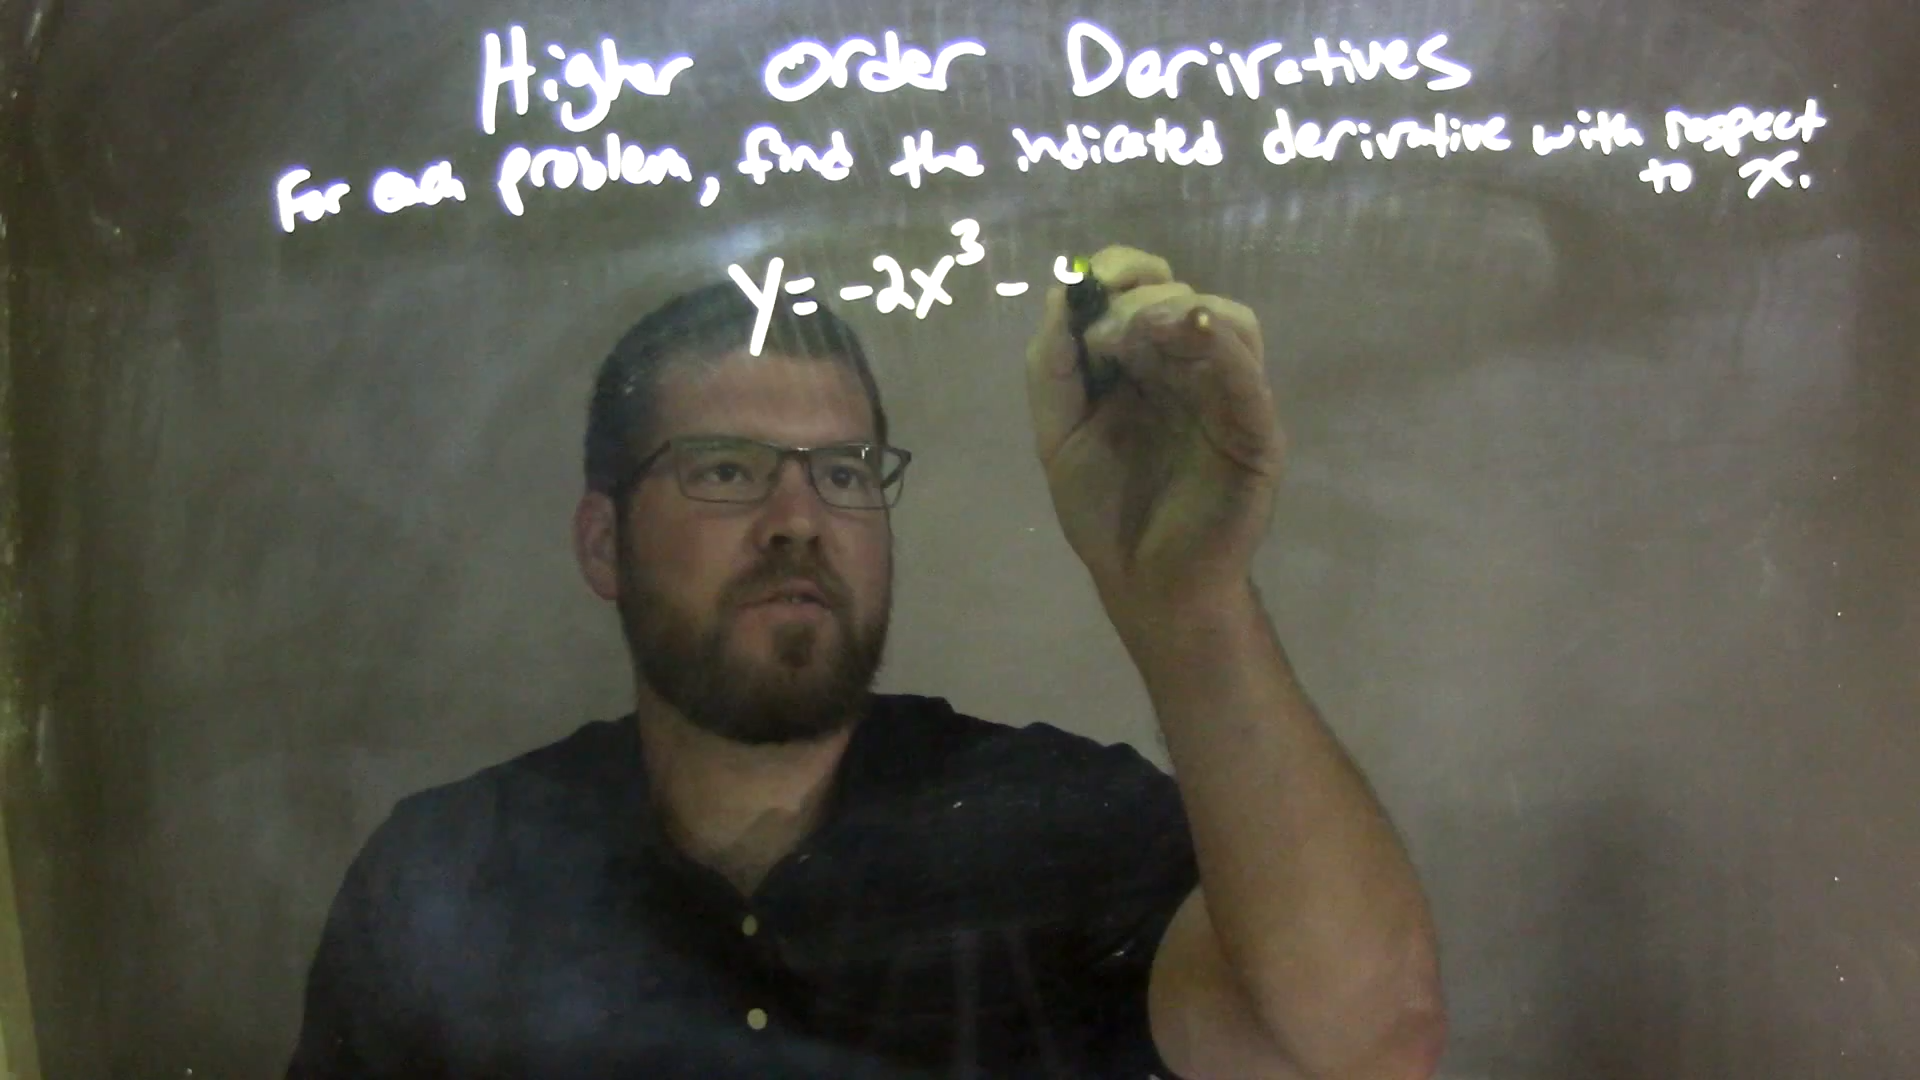 Higher Order Derivatives
For each problem, find the indicated derivative with respect
to x.
y = -2x³ -